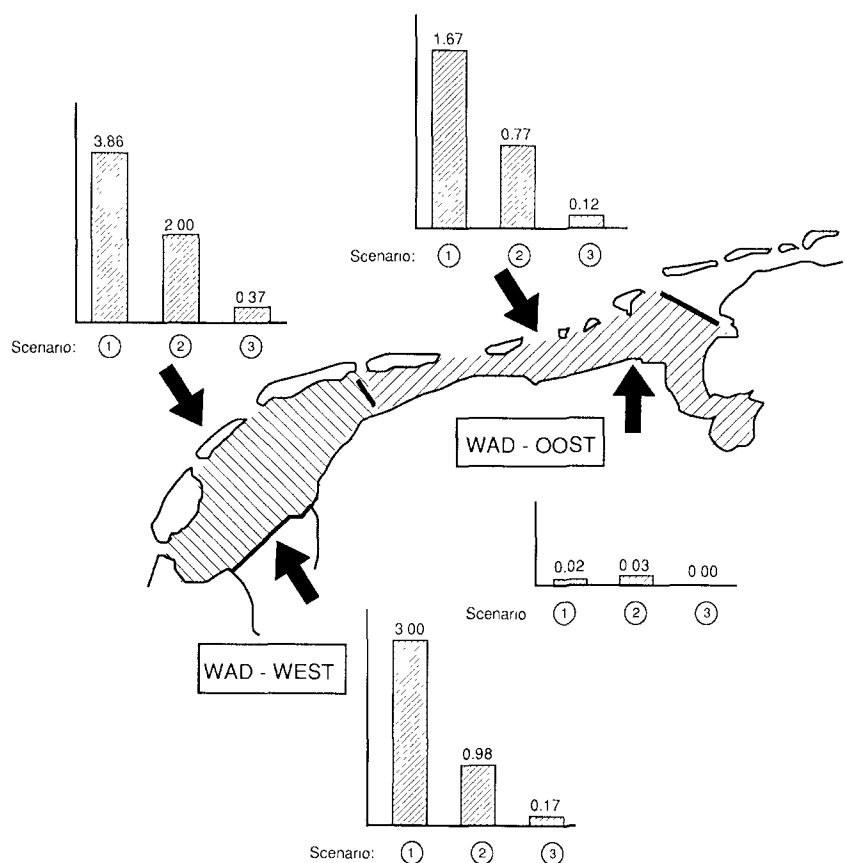 1.67
0.77
0.12
Scenario: 1 2 3
3.86
2 00
0 37
Scenario: 1 2 3
WAD - OOST
0.02 0 03 0 00
Scenario 1 2 3
WAD - WEST
3 00
0.98
0.17
Scenario: 1 2 3